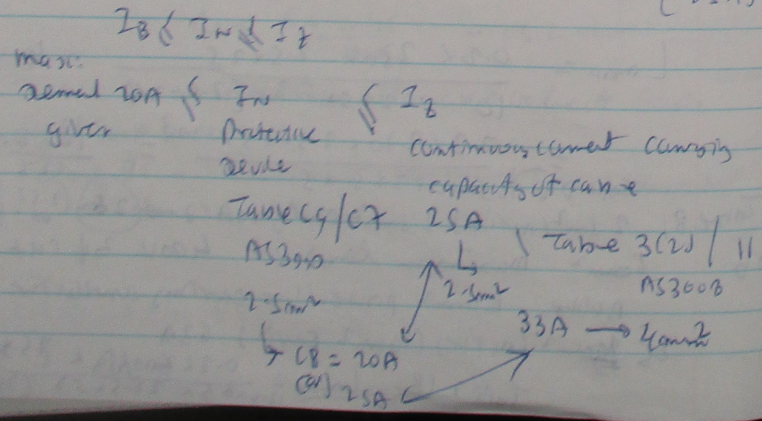 IB ≤ IN ≤ IZ
max:
demand 20A ≤ IN ≤ IZ
given Protective continuous current carrying
device capacity of cable
Table C5/C7 25A
Table 3(2) / 11
AS3000 AS3008
2.5mm²
2.5mm²
33A → 4mm²
CB = 20A
(or) 25A